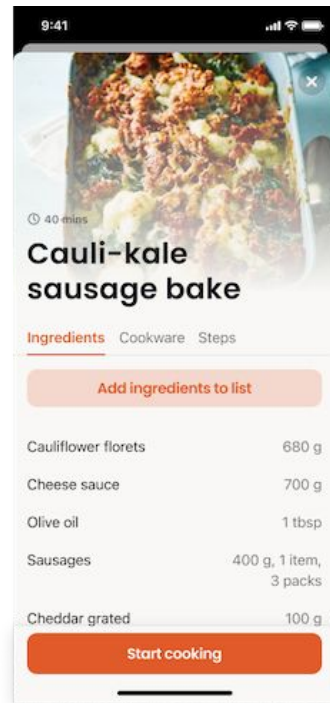 9:41
40 mins
Cauli-kale
sausage bake
Ingredients Cookware Steps
Add ingredients to list
Cauliflower florets 680 g
Cheese sauce 700 g
Olive oil 1 tbsp
Sausages 400 g, 1 item,
3 packs
Cheddar grated 100 g
Start cooking